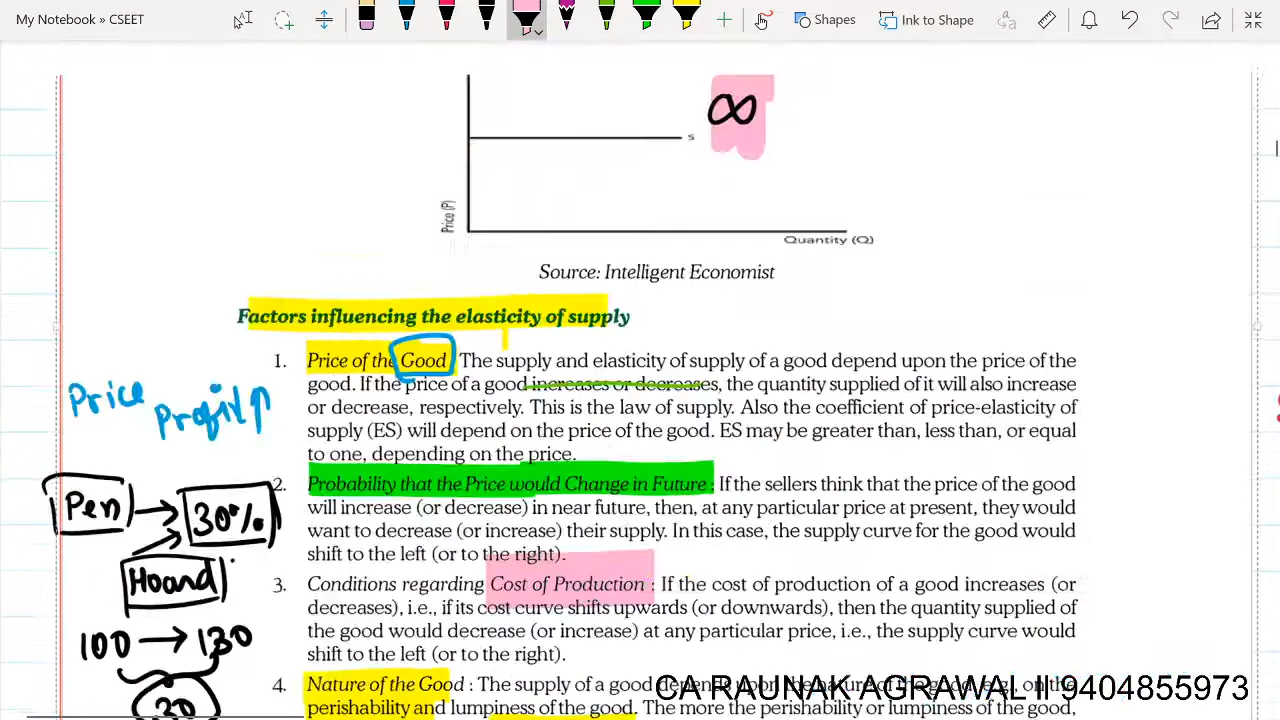 My Notebook » CSEET
Shapes
Ink to Shape
∞
s
Price (P)
Quantity (Q)
Source: Intelligent Economist
Factors influencing the elasticity of supply
1. Price of the Good : The supply and elasticity of supply of a good depend upon the price of the
good. If the price of a good increases or decreases, the quantity supplied of it will also increase
or decrease, respectively. This is the law of supply. Also the coefficient of price-elasticity of
supply (ES) will depend on the price of the good. ES may be greater than, less than, or equal
to one, depending on the price.
Price Profit ↑
2. Probability that the Price would Change in Future : If the sellers think that the price of the good
will increase (or decrease) in near future, then, at any particular price at present, they would
want to decrease (or increase) their supply. In this case, the supply curve for the good would
shift to the left (or to the right).
Pen → 30%
Hoard
3. Conditions regarding Cost of Production : If the cost of production of a good increases (or
decreases), i.e., if its cost curve shifts upwards (or downwards), then the quantity supplied of
the good would decrease (or increase) at any particular price, i.e., the supply curve would
shift to the left (or to the right).
100 → 130
30
4. Nature of the Good : The supply of a good
on the
perishability and lumpiness of the good. The more the perishability or lumpiness of the good,
CA RAUNAK AGRAWAL II 9404855973